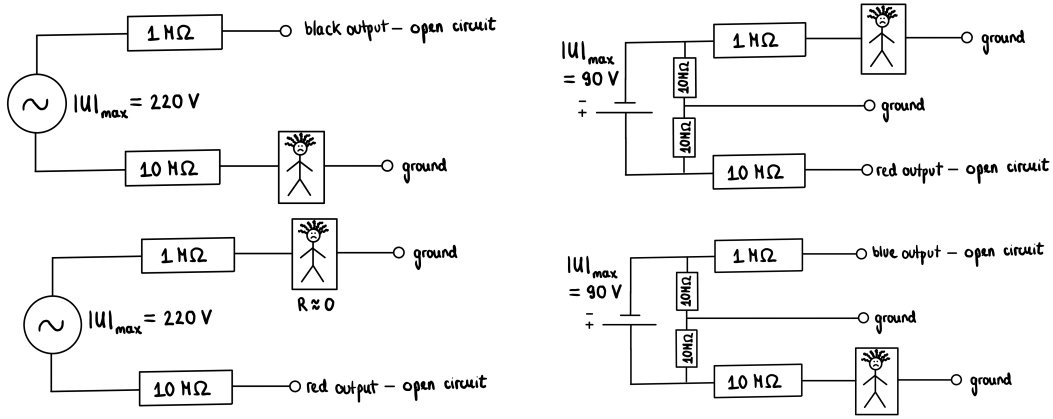 1 MΩ
black output – open circuit
|U|max = 220 V
10 MΩ
ground
1 MΩ
ground
R≈0
|U|max = 220 V
10 MΩ
red output – open circuit
|U|max
= 90 V
1 MΩ
ground
10MΩ
ground
−
+
10MΩ
10 MΩ
red output – open circuit
|U|max
= 90 V
1 MΩ
blue output – open circuit
10MΩ
ground
−
+
10MΩ
10 MΩ
ground